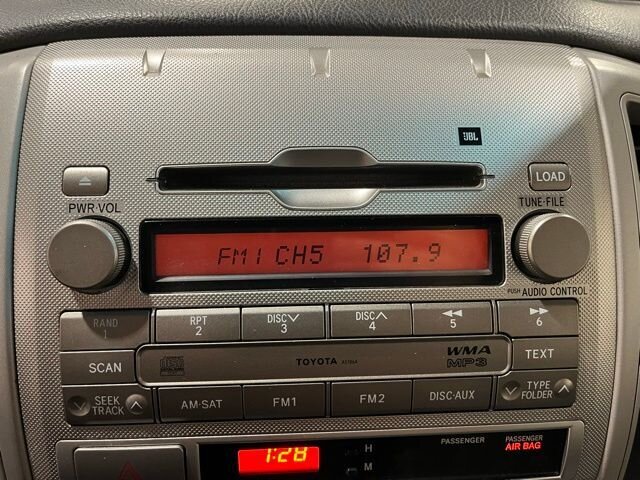 JBL
LOAD
PWR·VOL
TUNE·FILE
FM1 CH5 107.9
PUSH AUDIO CONTROL
RAND 1
RPT 2
DISC 3
DISC 4
5
6
SCAN
TOYOTA
WMA
MP3
TEXT
SEEK
TRACK
AM·SAT
FM1
FM2
DISC·AUX
TYPE
FOLDER
1:28
H
M
PASSENGER
PASSENGER
AIR BAG